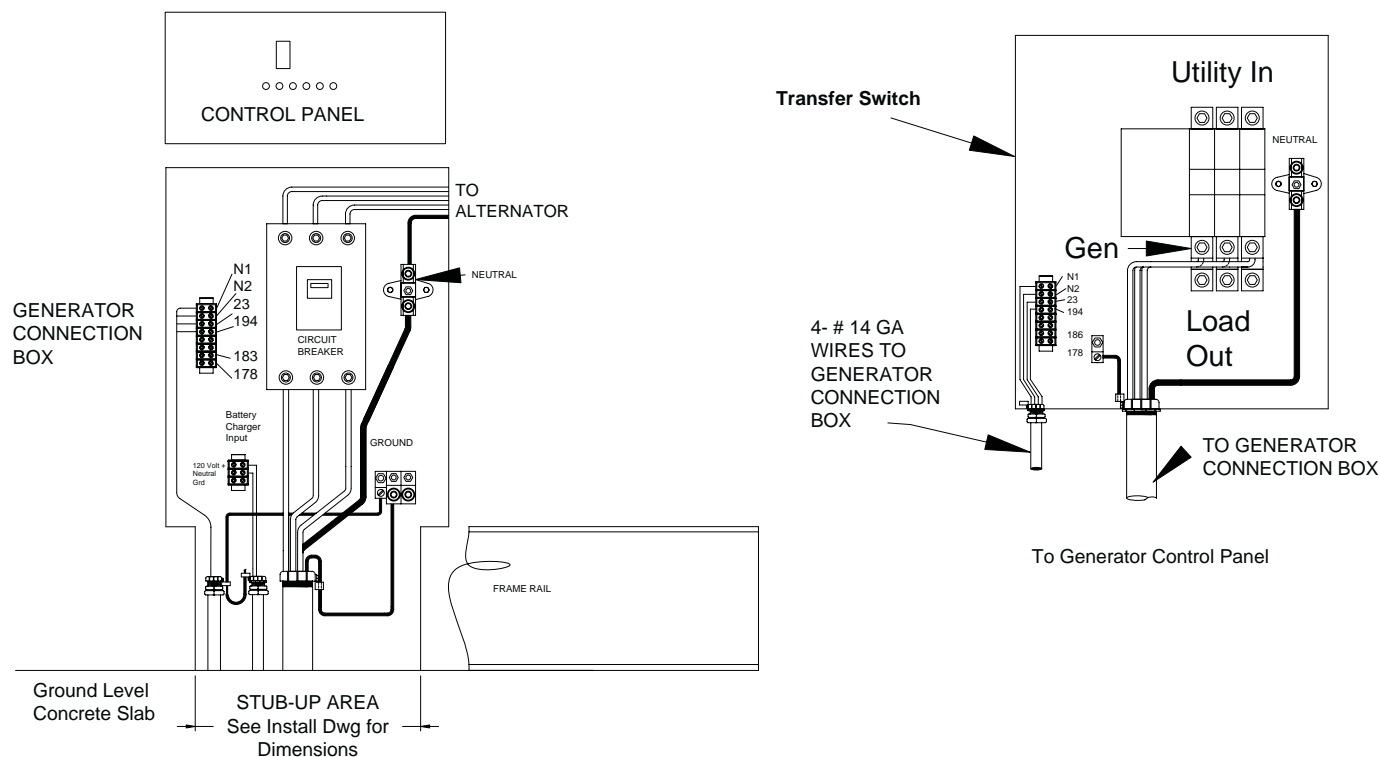 CONTROL PANEL
TO
ALTERNATOR
NEUTRAL
N1
N2
23
194
183
178
GENERATOR
CONNECTION
BOX
CIRCUIT
BREAKER
Battery
Charger
Input
120 Volt +
Neutral
Grd
GROUND
FRAME RAIL
Ground Level
Concrete Slab
STUB-UP AREA
See Install Dwg for
Dimensions
Transfer Switch
Utility In
NEUTRAL
Gen
N1
N2
23
194
186
178
Load
Out
4- # 14 GA
WIRES TO
GENERATOR
CONNECTION
BOX
TO GENERATOR
CONNECTION BOX
To Generator Control Panel